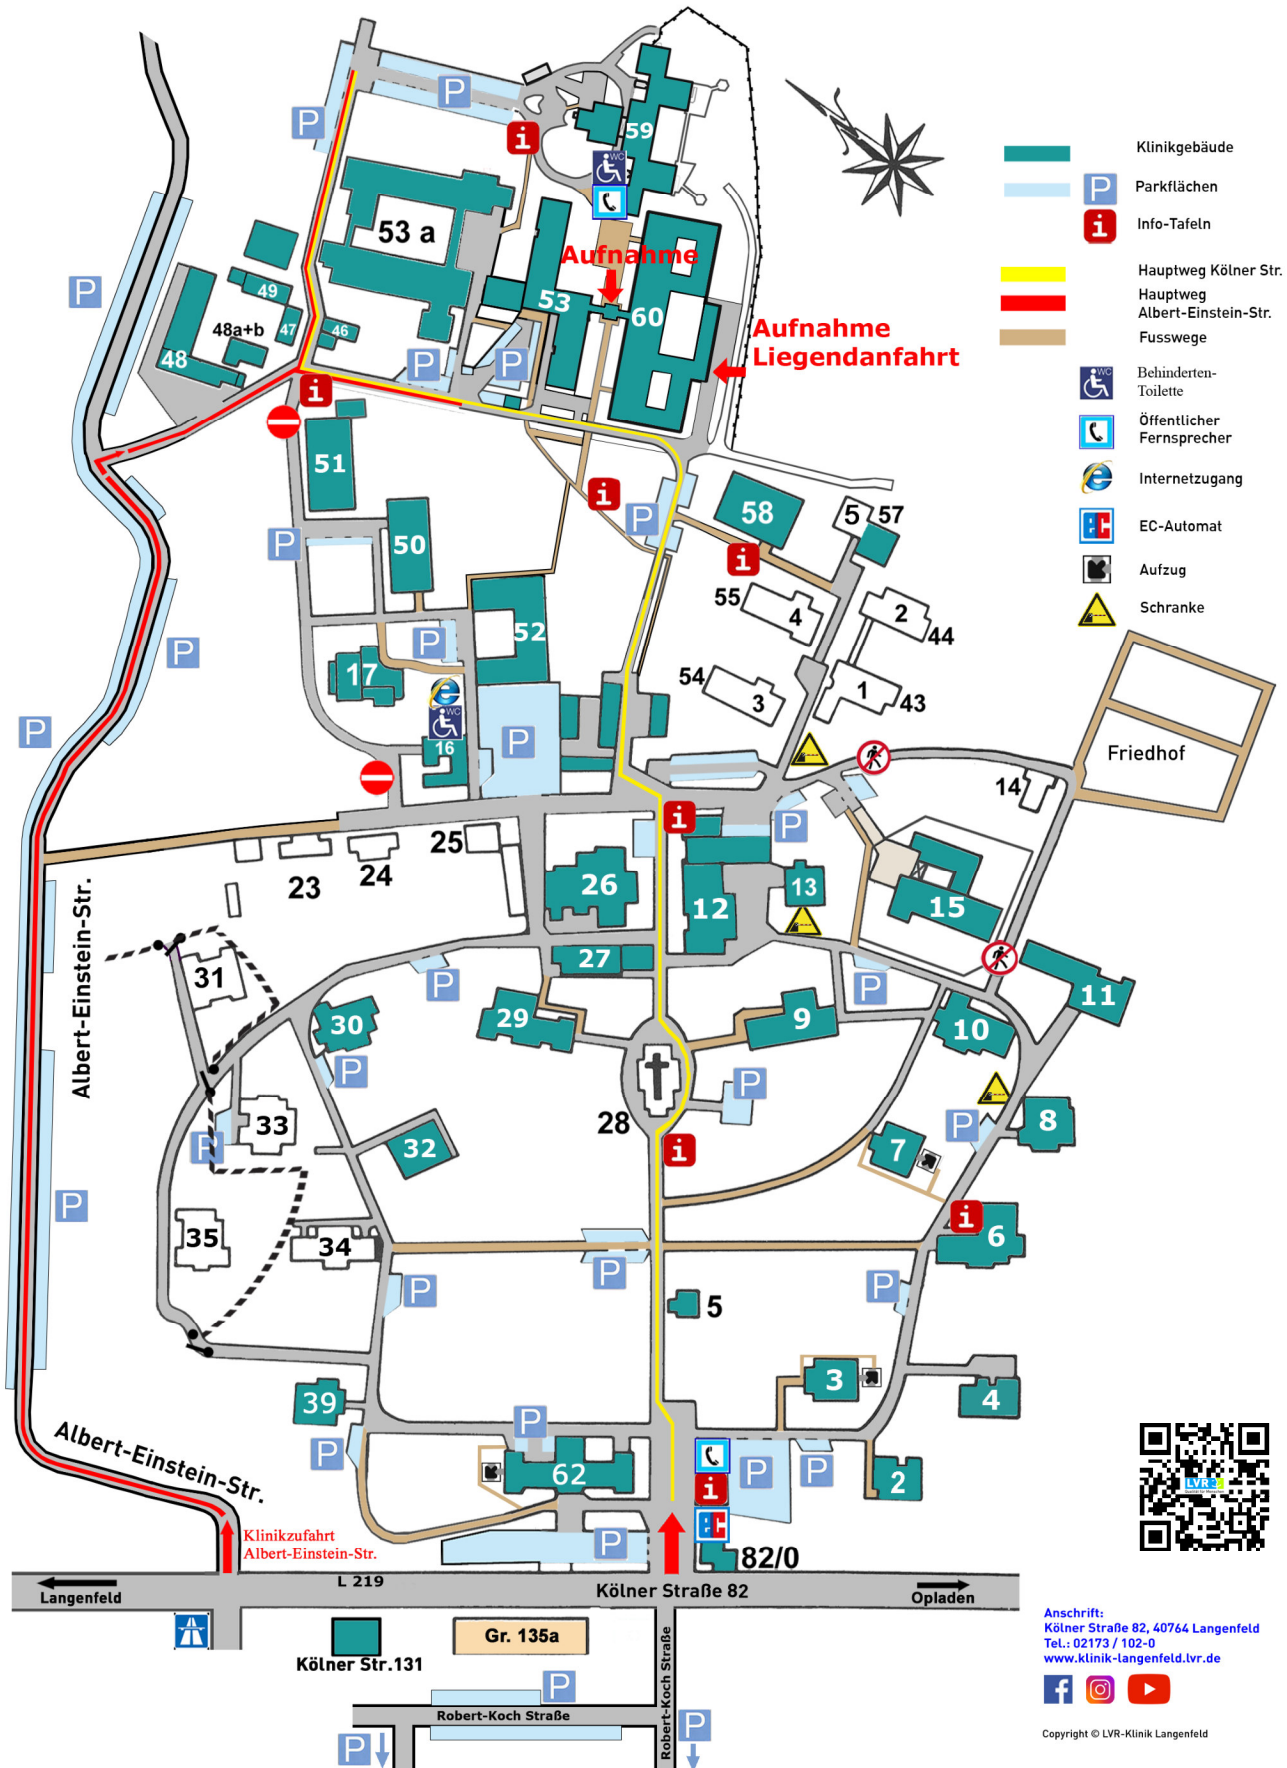 P
P
i
59
WC
53 a
Aufnahme
53
60
Aufnahme
Liegendanfahrt
P
49
48a+b
47
46
48
P
P
i
51
i
P
58
5
57
P
50
i
55
4
2
44
52
P
P
17
54
3
1
43
WC
16
P
P
Friedhof
14
i
P
25
23
24
26
12
13
15
27
31
P
P
11
30
29
9
10
P
P
28
33
P
32
7
8
P
i
i
6
35
34
P
P
P
P
5
Albert-Einstein-Str.
3
4
39
P
P
62
P
P
2
i
EC
P
82/0
Albert-Einstein-Str.
Klinikzufahrt
Albert-Einstein-Str.
L 219
Langenfeld
Kölner Straße 82
Opladen
Kölner Str.131
Gr. 135a
P
Robert-Koch Straße
Robert-Koch Straße
P
P
Klinikgebäude
P
Parkflächen
i
Info-Tafeln
Hauptweg Kölner Str.
Hauptweg
Albert-Einstein-Str.
Fusswege
WC
Behinderten-
Toilette
Öffentlicher
Fernsprecher
Internetzugang
EC
EC-Automat
Aufzug
Schranke
LVR
Anschrift:
Kölner Straße 82, 40764 Langenfeld
Tel.: 02173 / 102-0
www.klinik-langenfeld.lvr.de
Copyright © LVR-Klinik Langenfeld